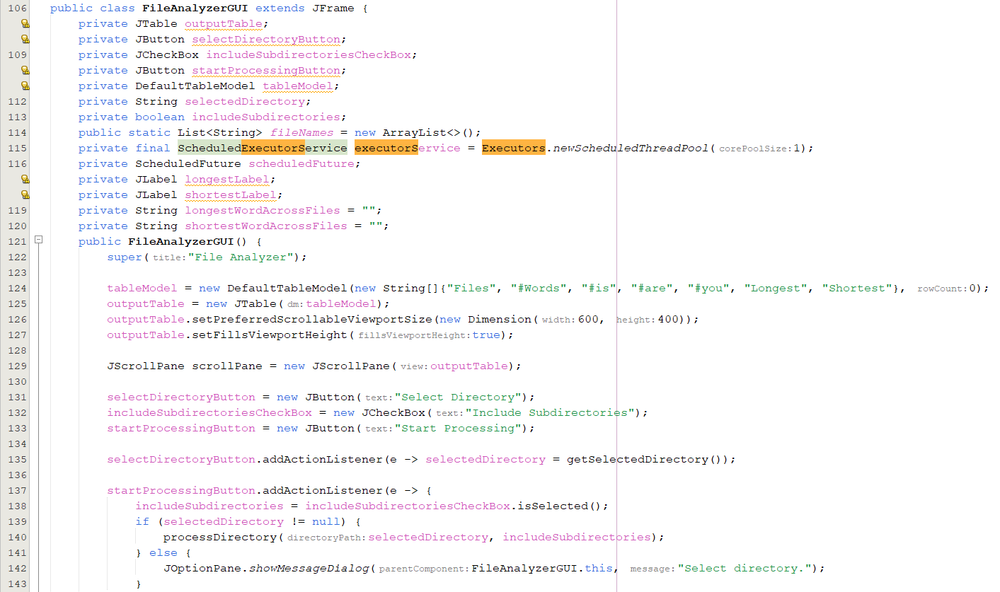 106 public class FileAnalyzerGUI extends JFrame {
private JTable outputTable;
private JButton selectDirectoryButton;
109 private JCheckBox includeSubdirectoriesCheckBox;
private JButton startProcessingButton;
private DefaultTableModel tableModel;
112 private String selectedDirectory;
113 private boolean includeSubdirectories;
114 public static List<String> fileNames = new ArrayList<>();
115 private final ScheduledExecutorService executorService = Executors.newScheduledThreadPool(corePoolSize:1);
116 private ScheduledFuture scheduledFuture;
private JLabel longestLabel;
private JLabel shortestLabel;
119 private String longestWordAcrossFiles = "";
120 private String shortestWordAcrossFiles = "";
121 public FileAnalyzerGUI() {
122 super(title:"File Analyzer");
123
124 tableModel = new DefaultTableModel(new String[]{"Files", "#Words", "#is", "#are", "#you", "Longest", "Shortest"}, rowCount:0);
125 outputTable = new JTable(dm:tableModel);
126 outputTable.setPreferredScrollableViewportSize(new Dimension(width:600, height:400));
127 outputTable.setFillsViewportHeight(fillsViewportHeight:true);
128
129 JScrollPane scrollPane = new JScrollPane(view:outputTable);
130
131 selectDirectoryButton = new JButton(text:"Select Directory");
132 includeSubdirectoriesCheckBox = new JCheckBox(text:"Include Subdirectories");
133 startProcessingButton = new JButton(text:"Start Processing");
134
135 selectDirectoryButton.addActionListener(e -> selectedDirectory = getSelectedDirectory());
136
137 startProcessingButton.addActionListener(e -> {
138 includeSubdirectories = includeSubdirectoriesCheckBox.isSelected();
139 if (selectedDirectory != null) {
140 processDirectory(directoryPath:selectedDirectory, includeSubdirectories);
141 } else {
142 JOptionPane.showMessageDialog(parentComponent:FileAnalyzerGUI.this, message:"Select directory.");
143 }